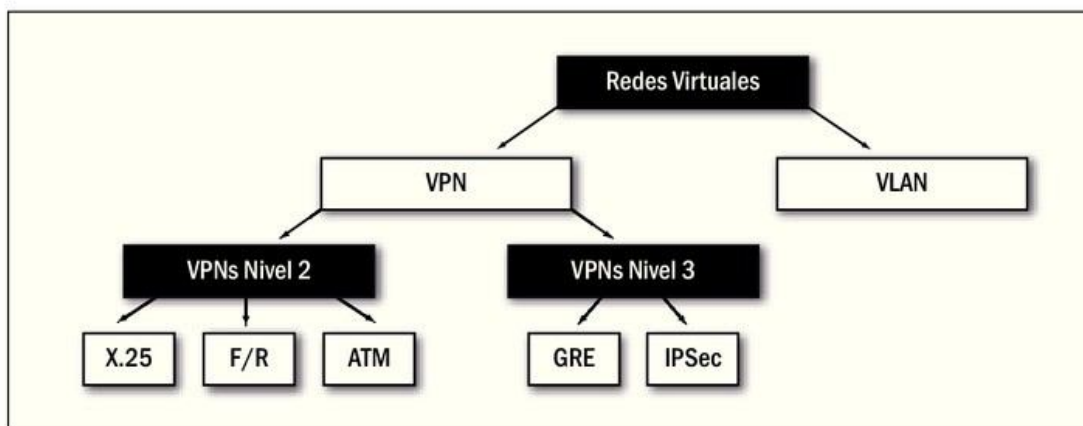 Redes Virtuales
VPN
VLAN
VPNs Nivel 2
VPNs Nivel 3
X.25
F/R
ATM
GRE
IPSec